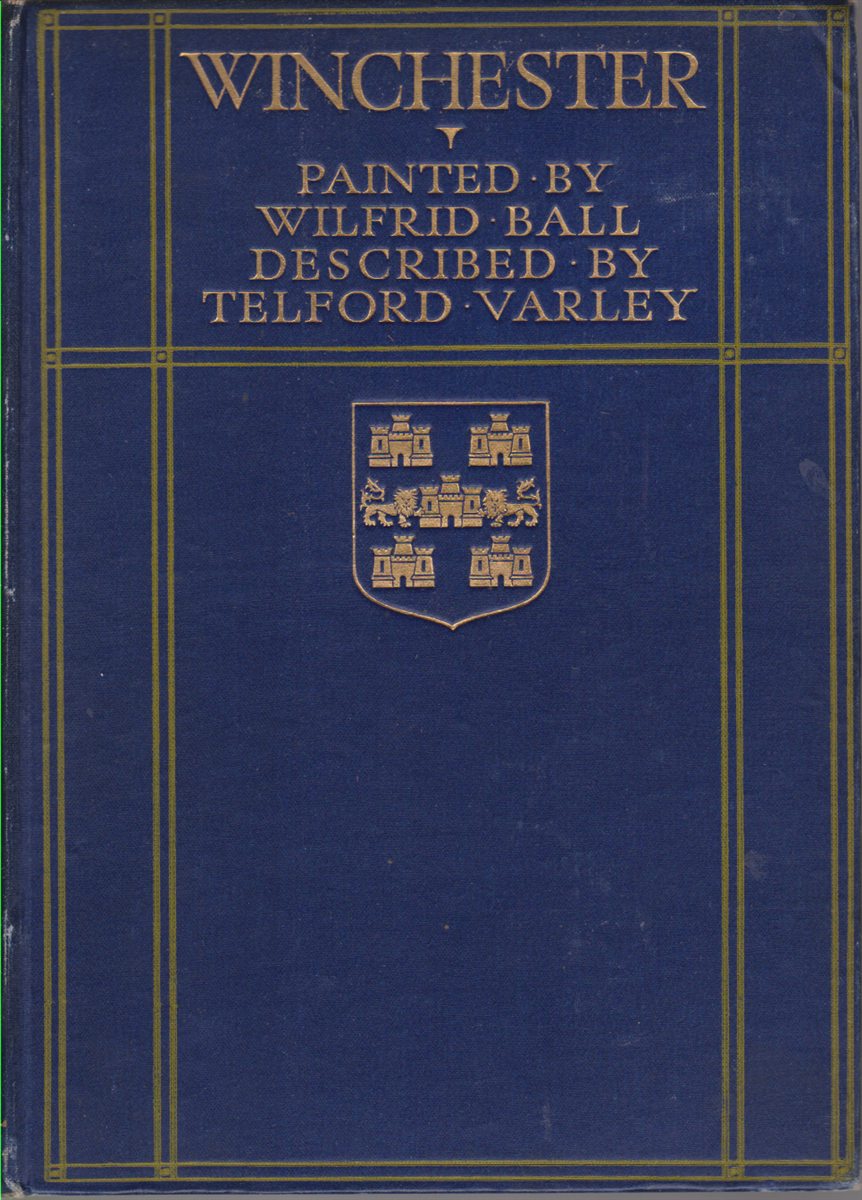 WINCHESTER
PAINTED · BY
WILFRID · BALL
DESCRIBED · BY
TELFORD · VARLEY